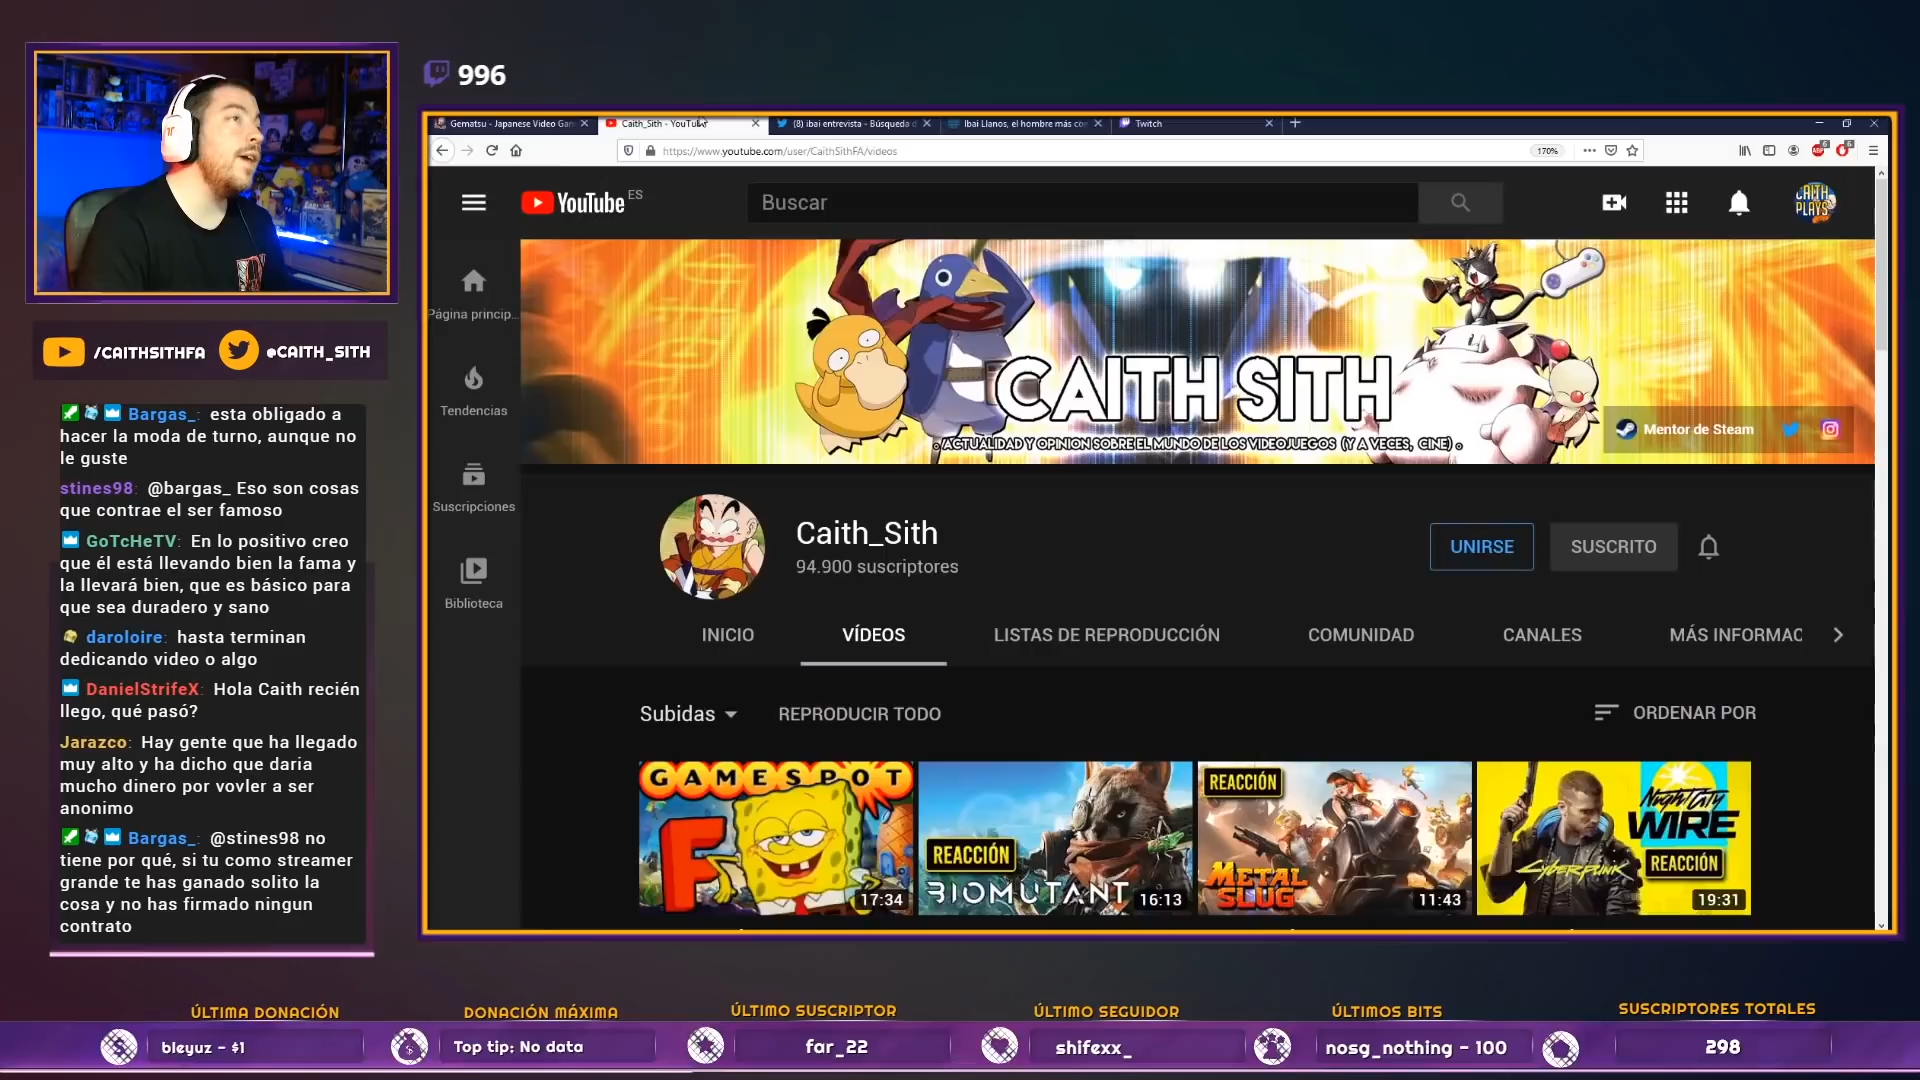 996
/CAITHSITHFA
@CAITH_SITH
Bargas_: esta obligado a
hacer la moda de turno, aunque no
le guste
stines98: @bargas_ Eso son cosas
que contrae el ser famoso
GoTcHeTV: En lo positivo creo
que él está llevando bien la fama y
la llevará bien, que es básico para
que sea duradero y sano
daroloire: hasta terminan
dedicando video o algo
DanielStrifeX: Hola Caith recién
llego, qué pasó?
Jarazco: Hay gente que ha llegado
muy alto y ha dicho que daria
mucho dinero por vovler a ser
anonimo
Bargas_: @stines98 no
tiene por qué, si tu como streamer
grande te has ganado solito la
cosa y no has firmado ningun
contrato
Gematsu - Japanese Video Gam
Caith_Sith - YouTube
(8) ibai entrevista - Búsqueda d
Ibai Llanos, el hombre más co
Twitch
https://www.youtube.com/user/CaithSithFA/videos
170%
YouTube ES
Buscar
CAITH PLAYS
Página princip...
Tendencias
Suscripciones
Biblioteca
CAITH SITH
ACTUALIDAD Y OPINION SOBRE EL MUNDO DE LOS VIDEOJUEGOS (Y A VECES, CINE)
Mentor de Steam
Caith_Sith
94.900 suscriptores
UNIRSE
SUSCRITO
INICIO
VÍDEOS
LISTAS DE REPRODUCCIÓN
COMUNIDAD
CANALES
MÁS INFORMAC
Subidas
REPRODUCIR TODO
ORDENAR POR
GAMESPOT
F
17:34
REACCIÓN
BIOMUTANT
16:13
REACCIÓN
METAL SLUG
11:43
Night City
WIRE
REACCIÓN
Cyberpunk
19:31
ÚLTIMA DONACIÓN
bleyuz - $1
DONACIÓN MÁXIMA
Top tip: No data
ÚLTIMO SUSCRIPTOR
far_22
ÚLTIMO SEGUIDOR
shifexx_
ÚLTIMOS BITS
nosg_nothing - 100
SUSCRIPTORES TOTALES
298